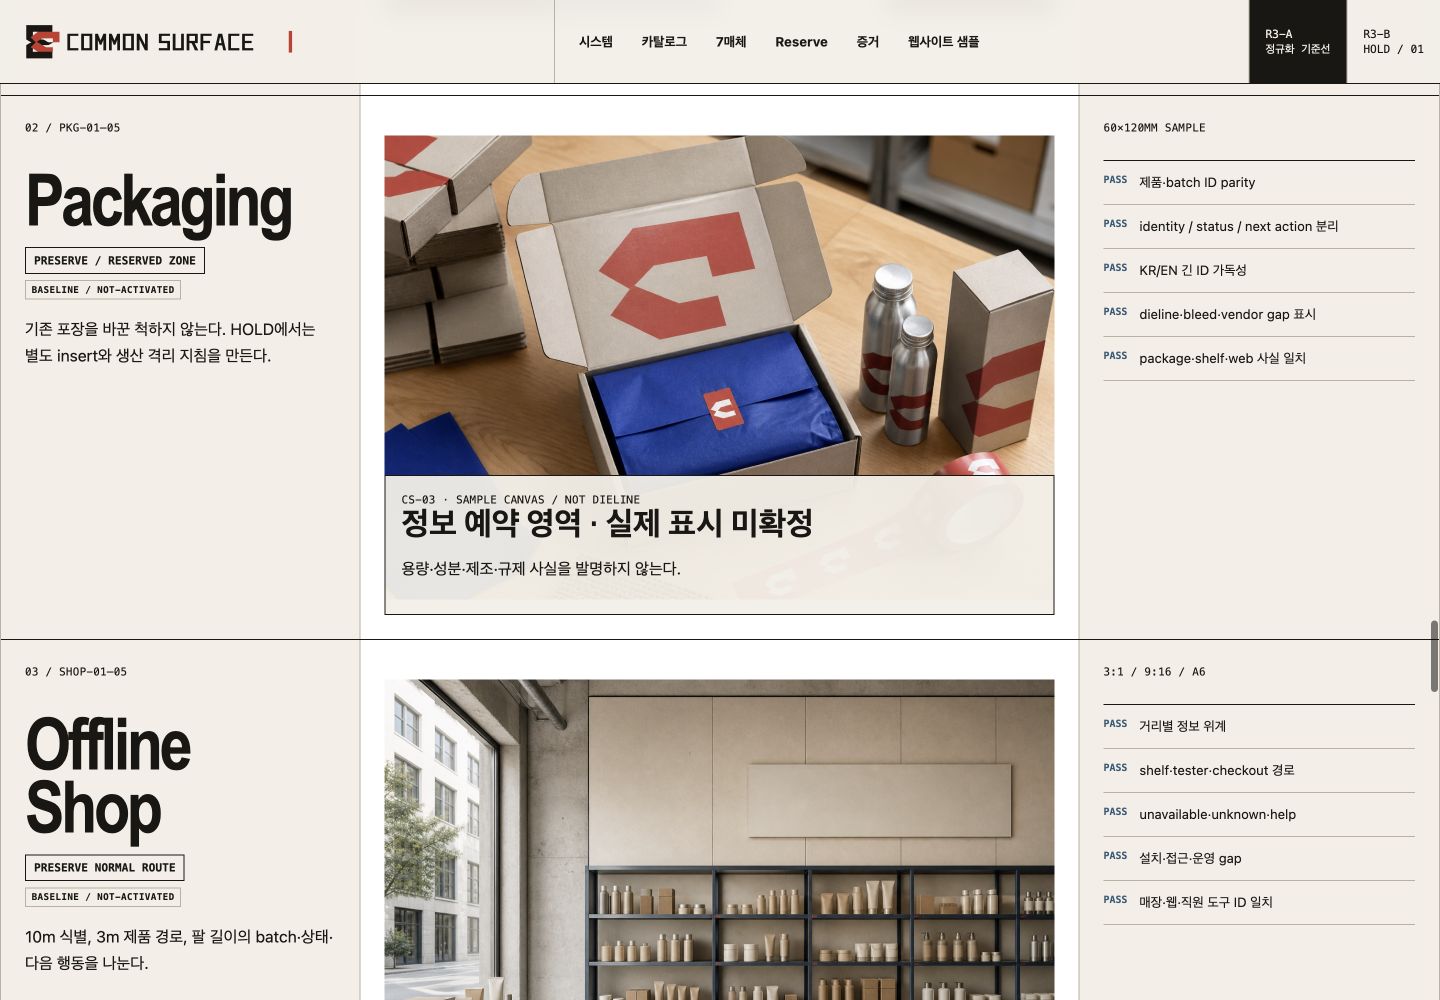 COMMON SURFACE
시스템
카탈로그
7매체
Reserve
증거
웹사이트 샘플
R3-A
정규화 기준선
R3-B
HOLD / 01
02 / PKG-01-05
Packaging
PRESERVE / RESERVED ZONE
BASELINE / NOT-ACTIVATED
기존 포장을 바꾼 척하지 않는다. HOLD에서는
별도 insert와 생산 격리 지침을 만든다.
CS-03 · SAMPLE CANVAS / NOT DIELINE
정보 예약 영역 · 실제 표시 미확정
용량·성분·제조·규제 사실을 발명하지 않는다.
60×120MM SAMPLE
PASS 제품·batch ID parity
PASS identity / status / next action 분리
PASS KR/EN 긴 ID 가독성
PASS dieline·bleed·vendor gap 표시
PASS package·shelf·web 사실 일치
03 / SHOP-01-05
Offline
Shop
PRESERVE NORMAL ROUTE
BASELINE / NOT-ACTIVATED
10m 식별, 3m 제품 경로, 팔 길이의 batch·상태·
다음 행동을 나눈다.
3:1 / 9:16 / A6
PASS 거리별 정보 위계
PASS shelf·tester·checkout 경로
PASS unavailable·unknown·help
PASS 설치·접근·운영 gap
PASS 매장·웹·직원 도구 ID 일치